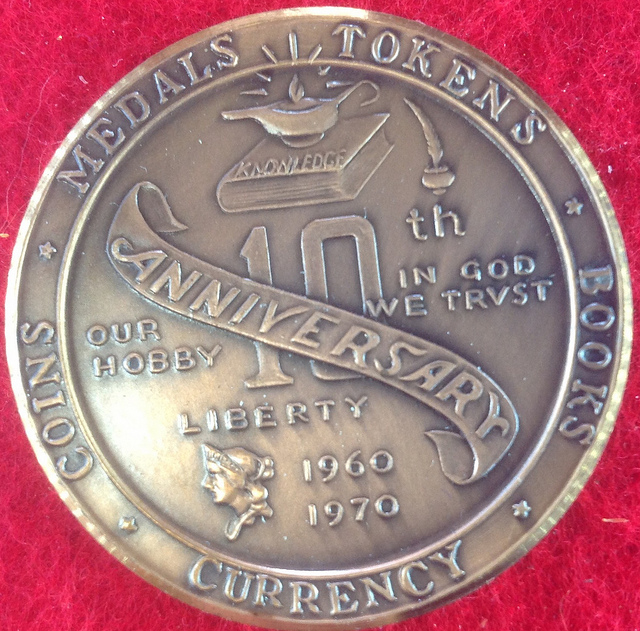 MEDALS
TOKENS
BOOKS
CURRENCY
COINS
KNOWLEDGE
10th
ANNIVERSARY
IN GOD
WE TRVST
OUR
HOBBY
LIBERTY
1960
1970